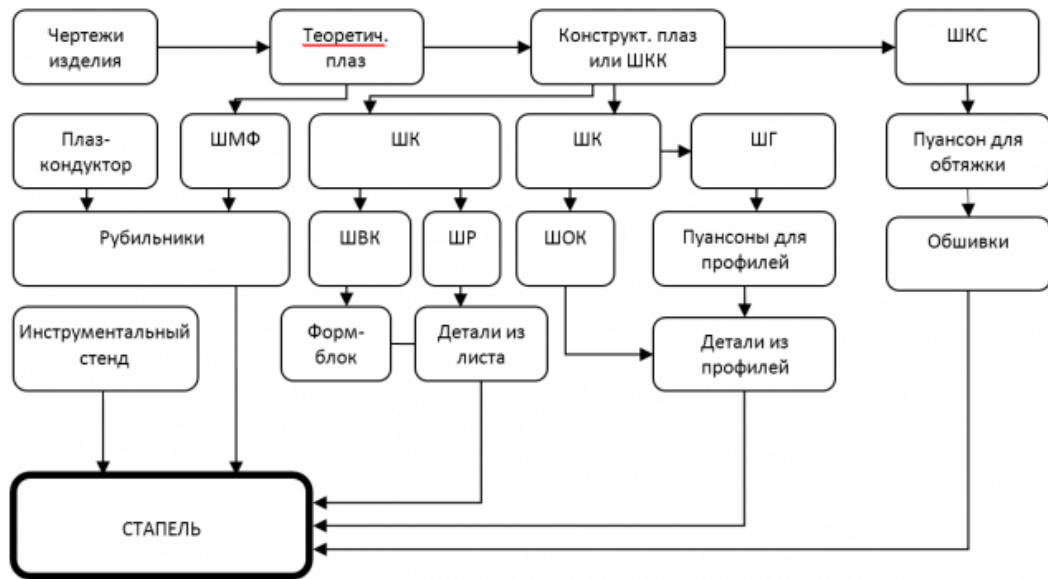 Чертежи
изделия
Теоретич.
плаз
Конструкт. плаз
или ШКК
ШКС
Плаз-
кондуктор
ШМФ
ШК
ШК
ШГ
Пуансон для
обтяжки
Рубильники
ШВК
ШР
ШОК
Пуансоны для
профилей
Обшивки
Инструментальный
стенд
Форм-
блок
Детали из
листа
Детали из
профилей
СТАПЕЛЬ